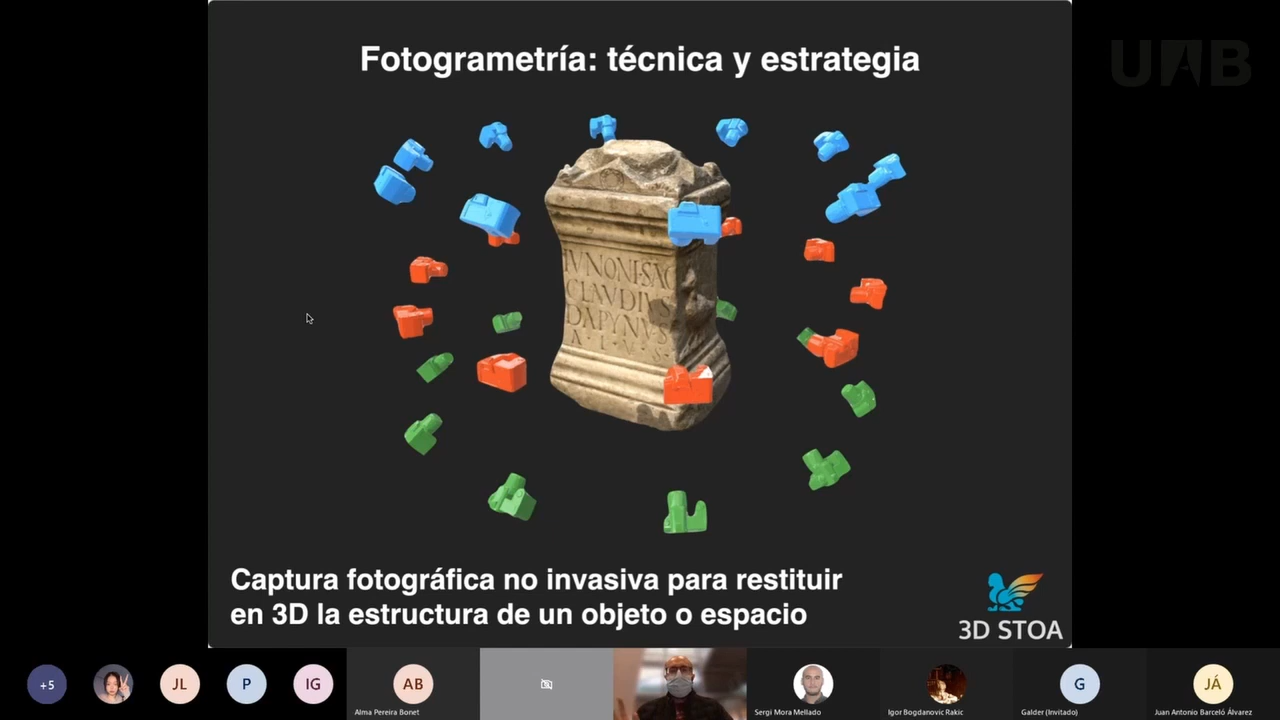 Fotogrametría: técnica y estrategia
UAB
IVNONI·SAC
CLAVDIVS
DAPYNVS
A · L · V · S ·
Captura fotográfica no invasiva para restituir
en 3D la estructura de un objeto o espacio
3D STOA
+5
JL
P
IG
AB
Alma Pereira Bonet
Sergi Mora Mellado
Igor Bogdanovic Rakic
G
Galder (Invitado)
JÁ
Juan Antonio Barceló Álvarez